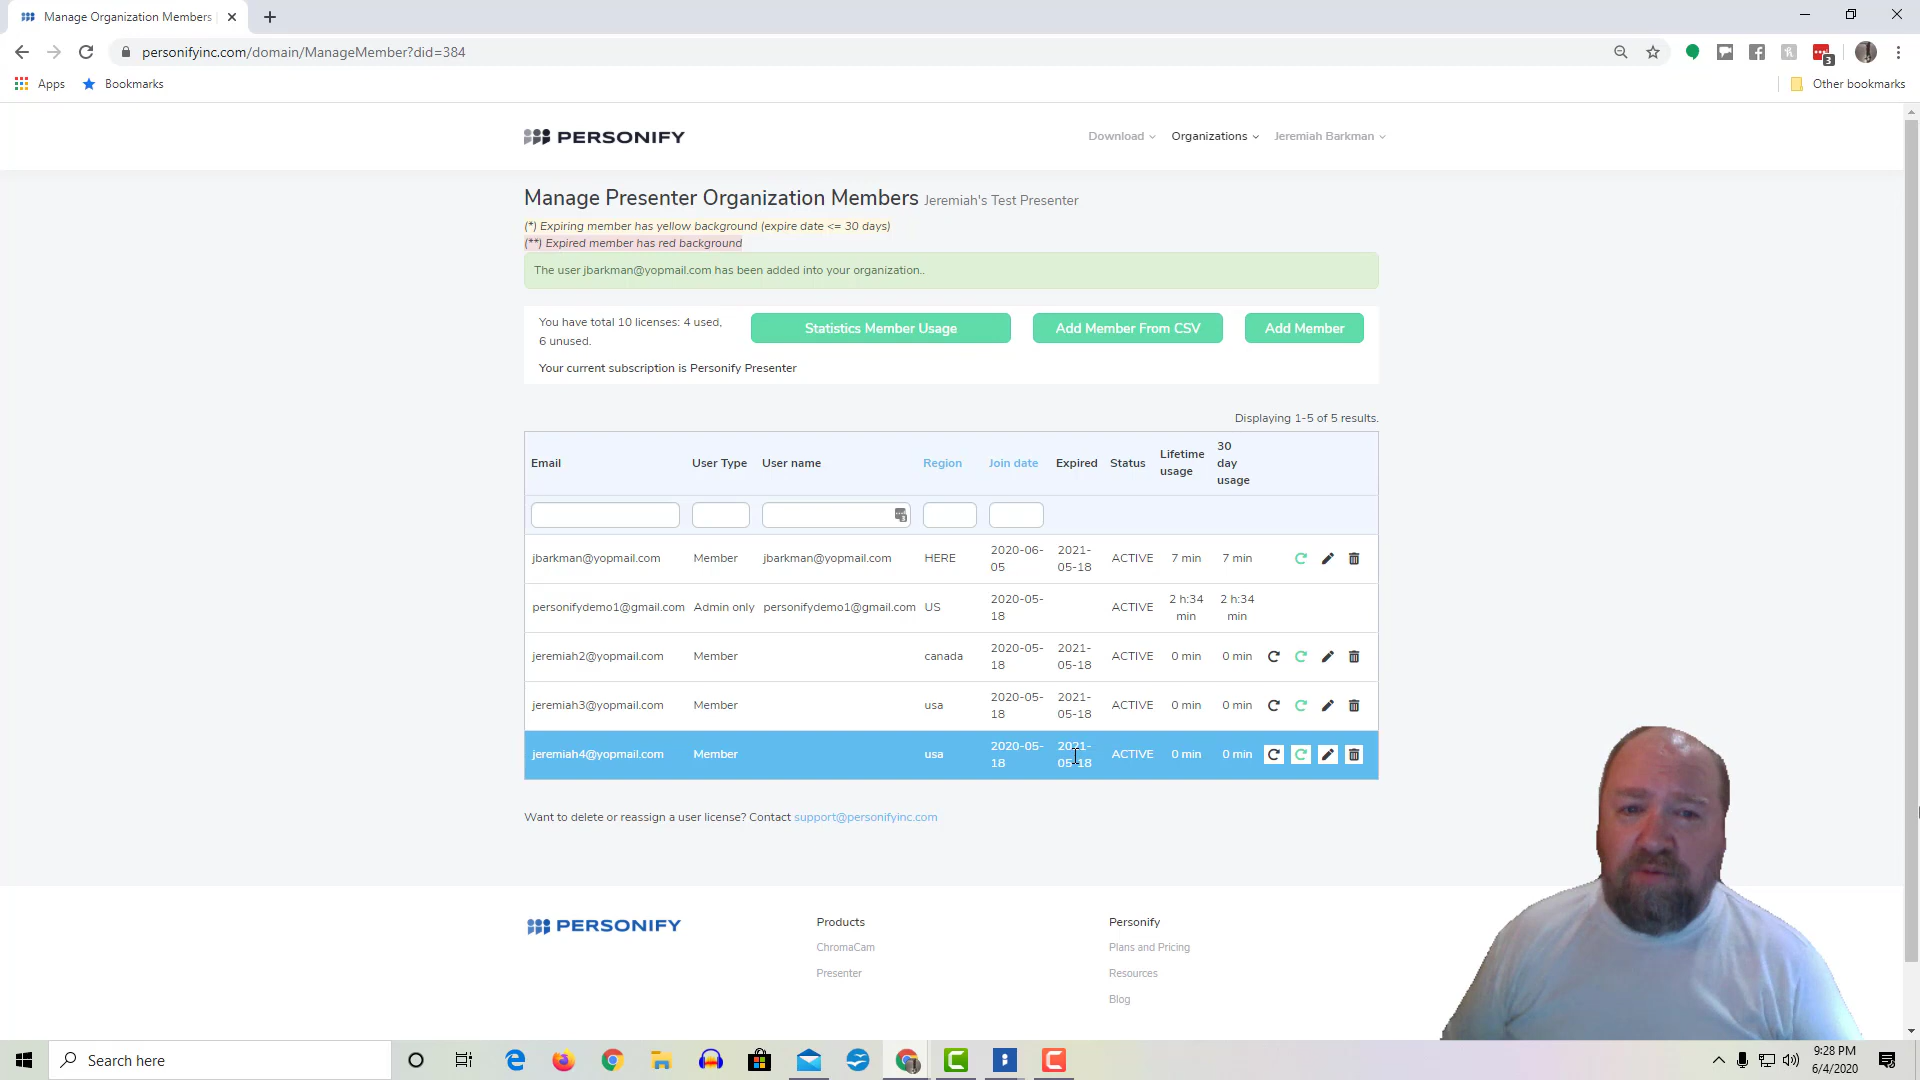 Manage Organization Members
personifyinc.com/domain/ManageMember?did=384
3
Apps
Bookmarks
Other bookmarks
PERSONIFY
Download
Organizations
Jeremiah Barkman
Manage Presenter Organization Members Jeremiah's Test Presenter
(*) Expiring member has yellow background (expire date <= 30 days)
(**) Expired member has red background
The user jbarkman@yopmail.com has been added into your organization..
You have total 10 licenses: 4 used,
6 unused.
Statistics Member Usage
Add Member From CSV
Add Member
Your current subscription is Personify Presenter
Displaying 1-5 of 5 results.
Email User Type User name Region Join date Expired Status Lifetime usage 30 day usage
jbarkman@yopmail.com Member jbarkman@yopmail.com HERE 2020-06-05 2021-05-18 ACTIVE 7 min 7 min
personifydemo1@gmail.com Admin only personifydemo1@gmail.com US 2020-05-18 ACTIVE 2 h:34 min 2 h:34 min
jeremiah2@yopmail.com Member canada 2020-05-18 2021-05-18 ACTIVE 0 min 0 min
jeremiah3@yopmail.com Member usa 2020-05-18 2021-05-18 ACTIVE 0 min 0 min
jeremiah4@yopmail.com Member usa 2020-05-18 2021-05-18 ACTIVE 0 min 0 min
Want to delete or reassign a user license? Contact support@personifyinc.com
PERSONIFY
Products
ChromaCam
Presenter
Personify
Plans and Pricing
Resources
Blog
Search here
9:28 PM
6/4/2020